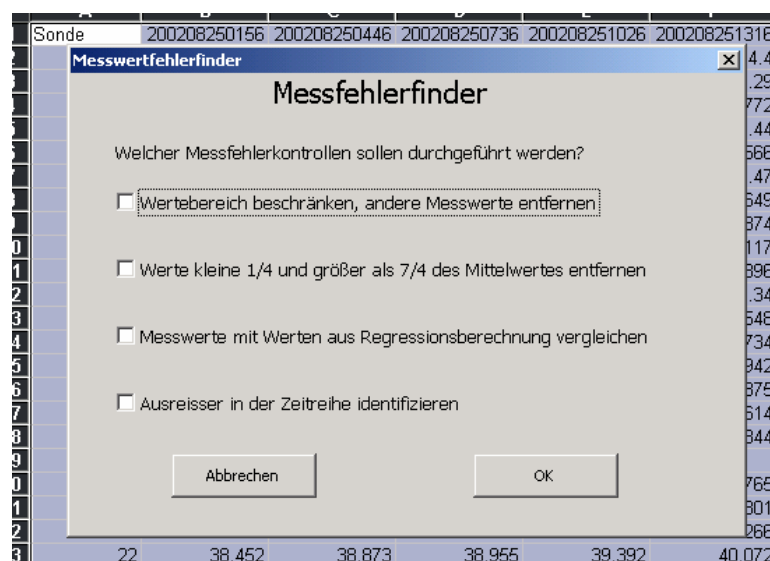 Sonde 200208250156 200208250446 200208250736 200208251026 200208251316
Messwertfehlerfinder
Messfehlerfinder
Welcher Messfehlerkontrollen sollen durchgeführt werden?
Wertebereich beschränken, andere Messwerte entfernen
Werte kleine 1/4 und größer als 7/4 des Mittelwertes entfernen
Messwerte mit Werten aus Regressionsberechnung vergleichen
Ausreisser in der Zeitreihe identifizieren
Abbrechen OK
22 38.452 38.873 38.955 39.392 40.072